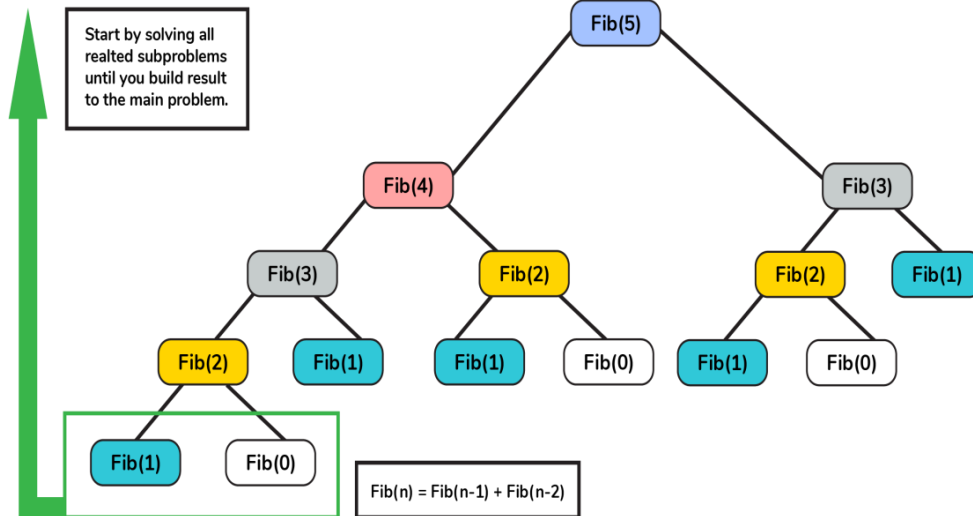 Start by solving all
realted subproblems
until you build result
to the main problem.
Fib(5)
Fib(4)
Fib(3)
Fib(3)
Fib(2)
Fib(2)
Fib(1)
Fib(2)
Fib(1)
Fib(1)
Fib(0)
Fib(1)
Fib(0)
Fib(1)
Fib(0)
Fib(n) = Fib(n-1) + Fib(n-2)